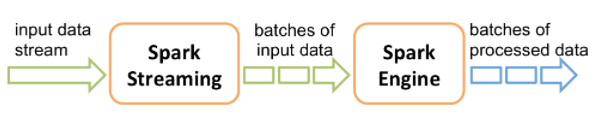 input data
stream
Spark
Streaming
batches of
input data
Spark
Engine
batches of
processed data